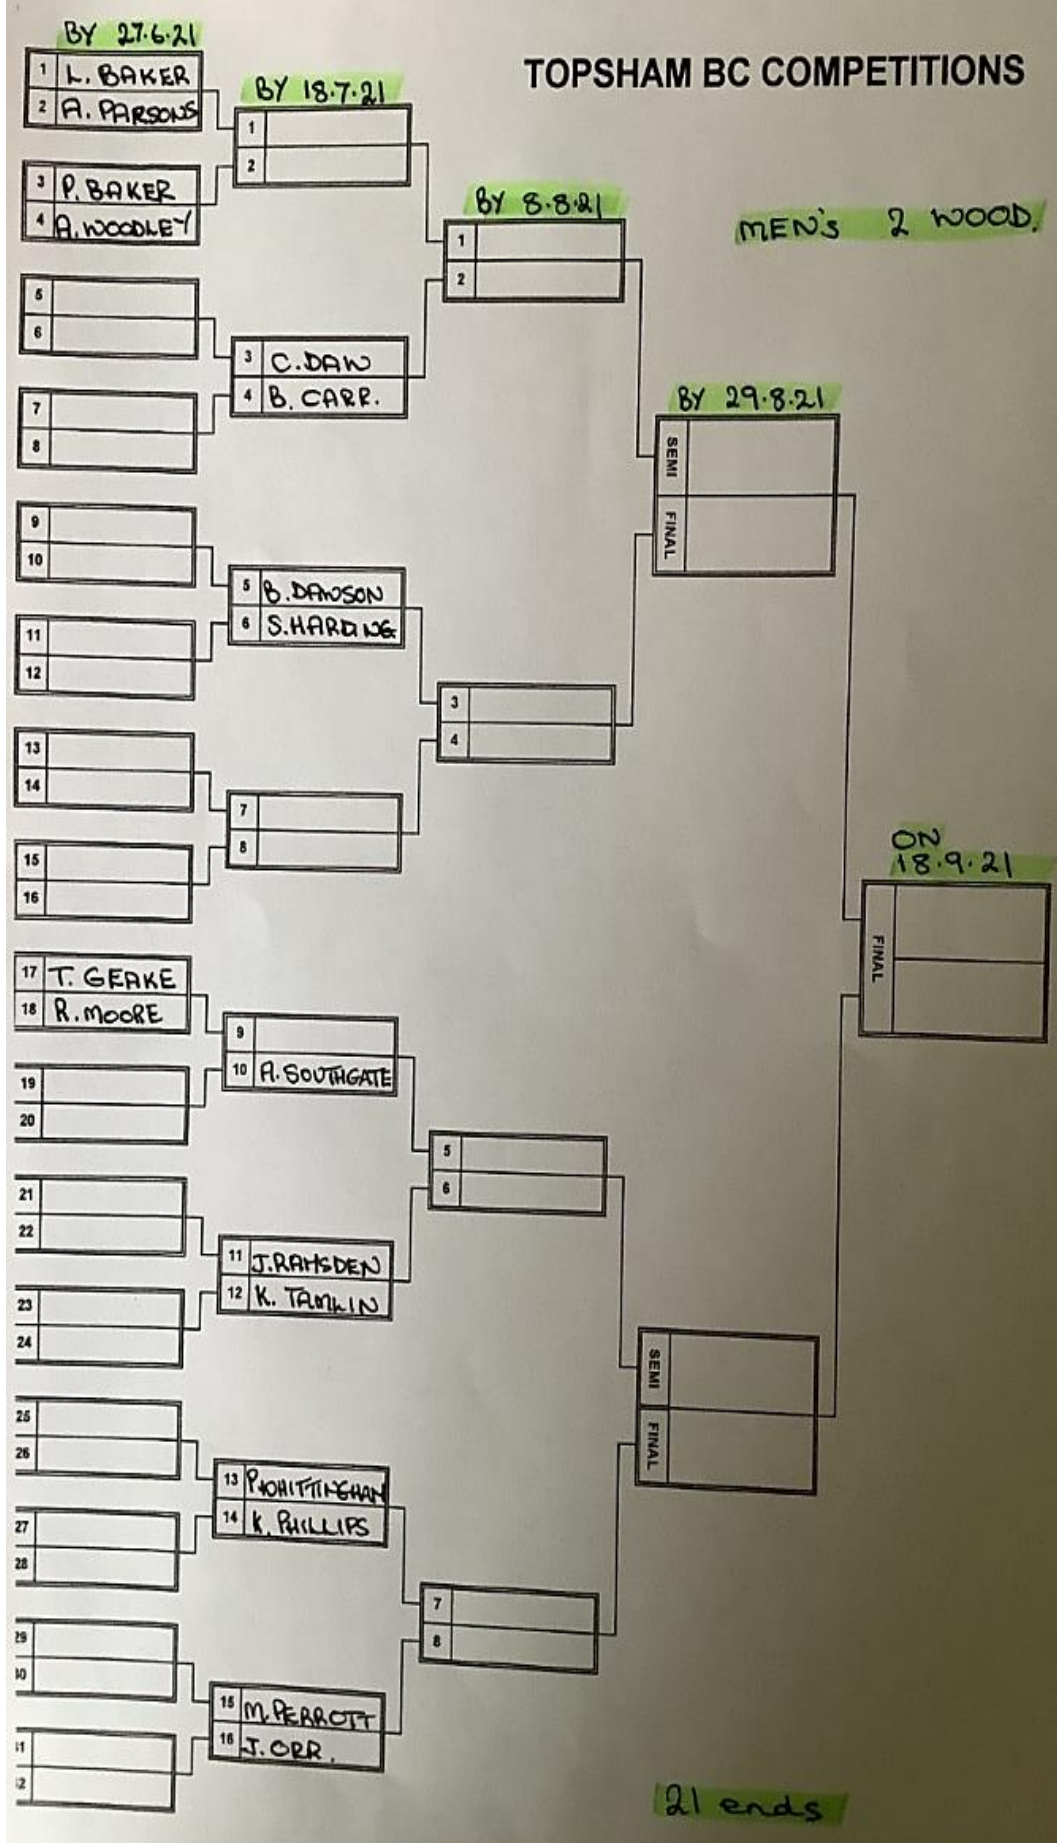 BY 27.6.21
TOPSHAM BC COMPETITIONS
1 L. BAKER
2 A. PARSONS
BY 18.7.21
1
2
3 P. BAKER
4 A. WOODLEY
BY 8.8.21
MEN'S 2 WOOD.
1
2
5
6
3 C. DAW
4 B. CARR.
7
8
BY 29.8.21
SEMI
FINAL
9
10
5 B. DAWSON
6 S. HARDING
11
12
3
4
13
14
7
8
15
16
ON
18.9.21
FINAL
17 T. GEAKE
18 R. MOORE
9
10 A. SOUTHGATE
19
20
5
6
21
22
11 J. RAMSDEN
12 K. TAMLIN
23
24
SEMI
FINAL
25
26
13 P. WHITTINGHAM
14 K. PHILLIPS
27
28
7
8
29
30
15 M. PERROTT
16 J. ORR.
31
32
21 ends